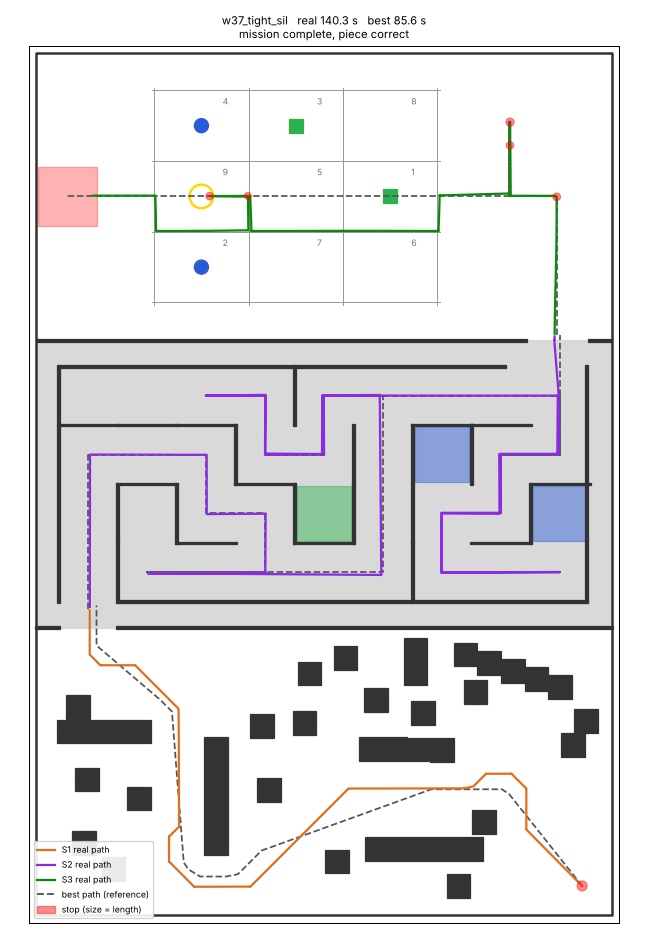 w37_tight_sil   real 140.3 s   best 85.6 s
mission complete, piece correct
4
3
8
9
5
1
2
7
6
S1 real path
S2 real path
S3 real path
best path (reference)
stop (size = length)